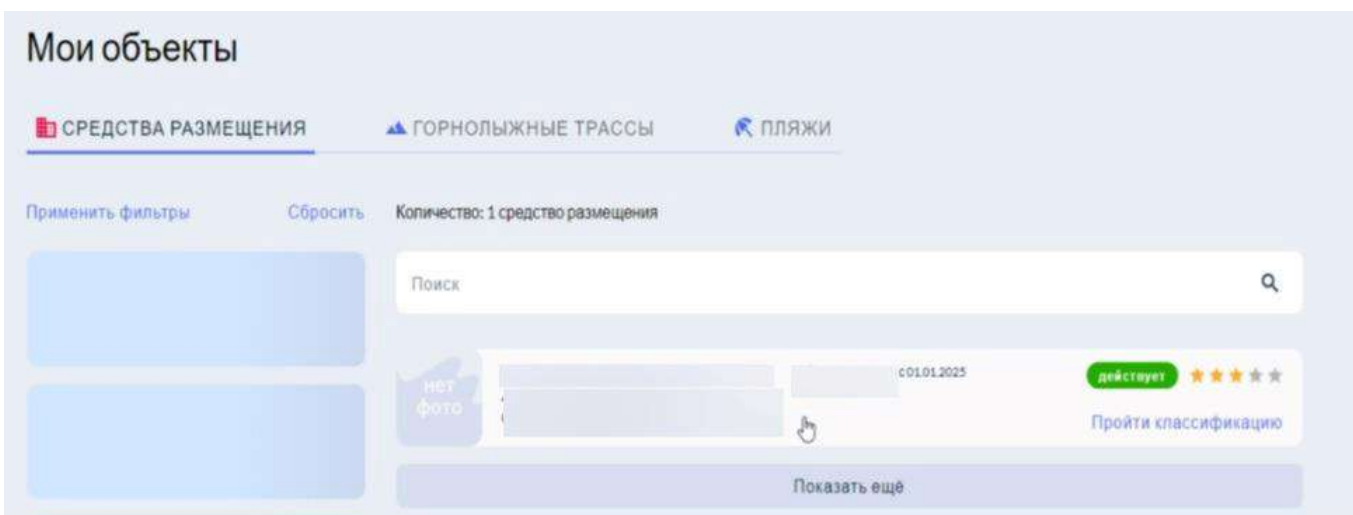 Мои объекты
СРЕДСТВА РАЗМЕЩЕНИЯ ГОРНОЛЫЖНЫЕ ТРАССЫ ПЛЯЖИ
Применить фильтры Сбросить Количество: 1 средство размещения
Поиск
с 01.01.2025 действует
нет
фото
Пройти классификацию
Показать ещё